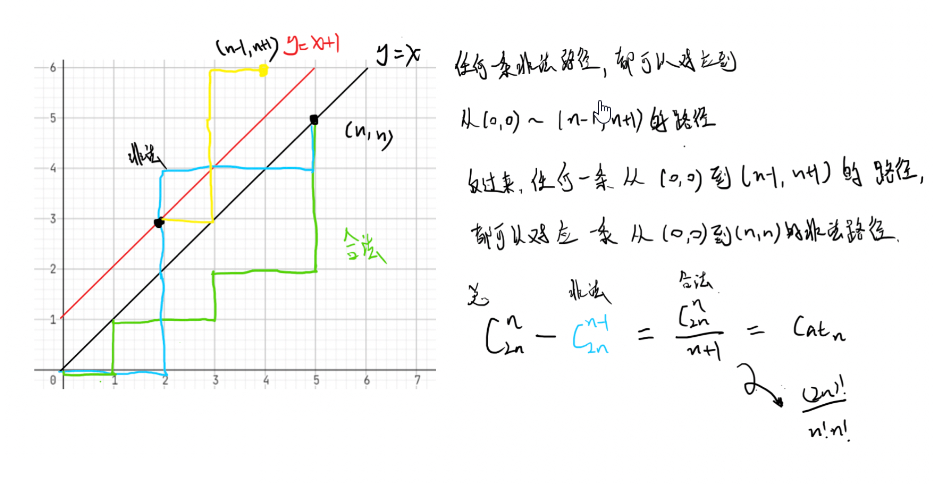 (n-1,n+1) y=x+1
y=x
6
5
(n,n)
非法
4
3
合法
2
1
0 1 2 3 4 5 6 7
任何一条非法路径，都可以对应到
从(0,0) ~ (n-1,n+1)的路径
反过来，任何一条从(0,0)到(n-1,n+1)的路径，
都可以对应一条从(0,0)到(n,n)的非法路径.
总 非法 合法
C_{2n}^{n} - C_{2n}^{n-1} = C_{2n}^{n}/(n+1) = Cat_n
(2n)!
n!n!